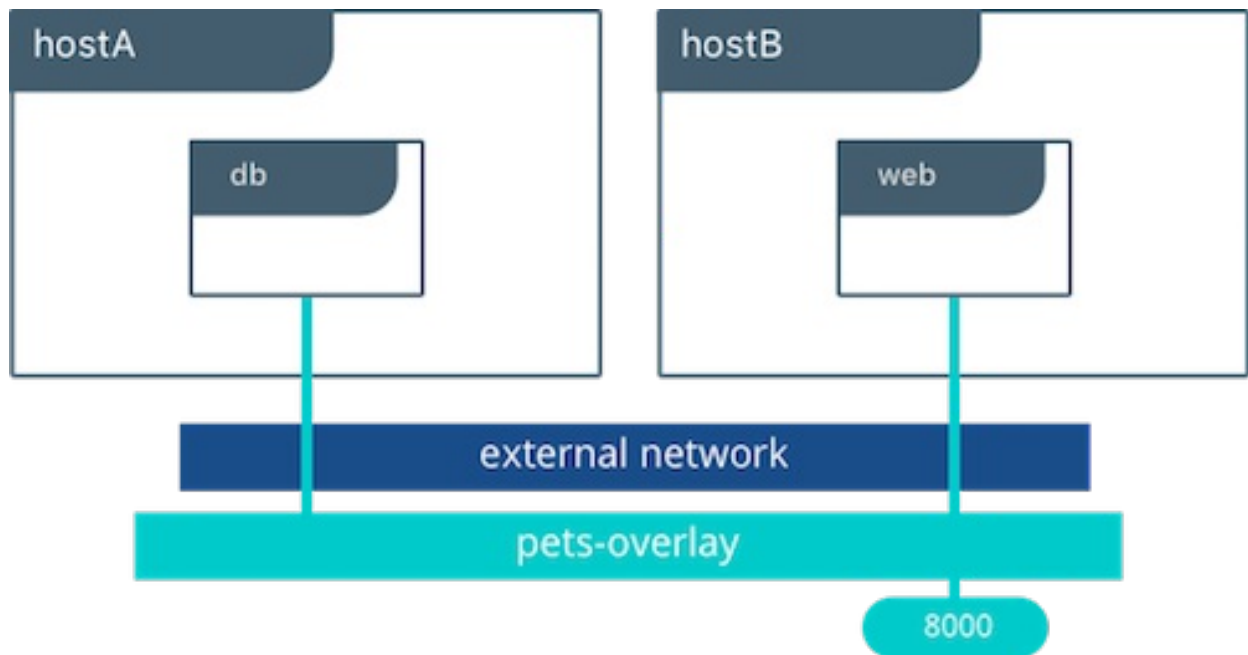 hostA
hostB
db
web
external network
pets-overlay
8000